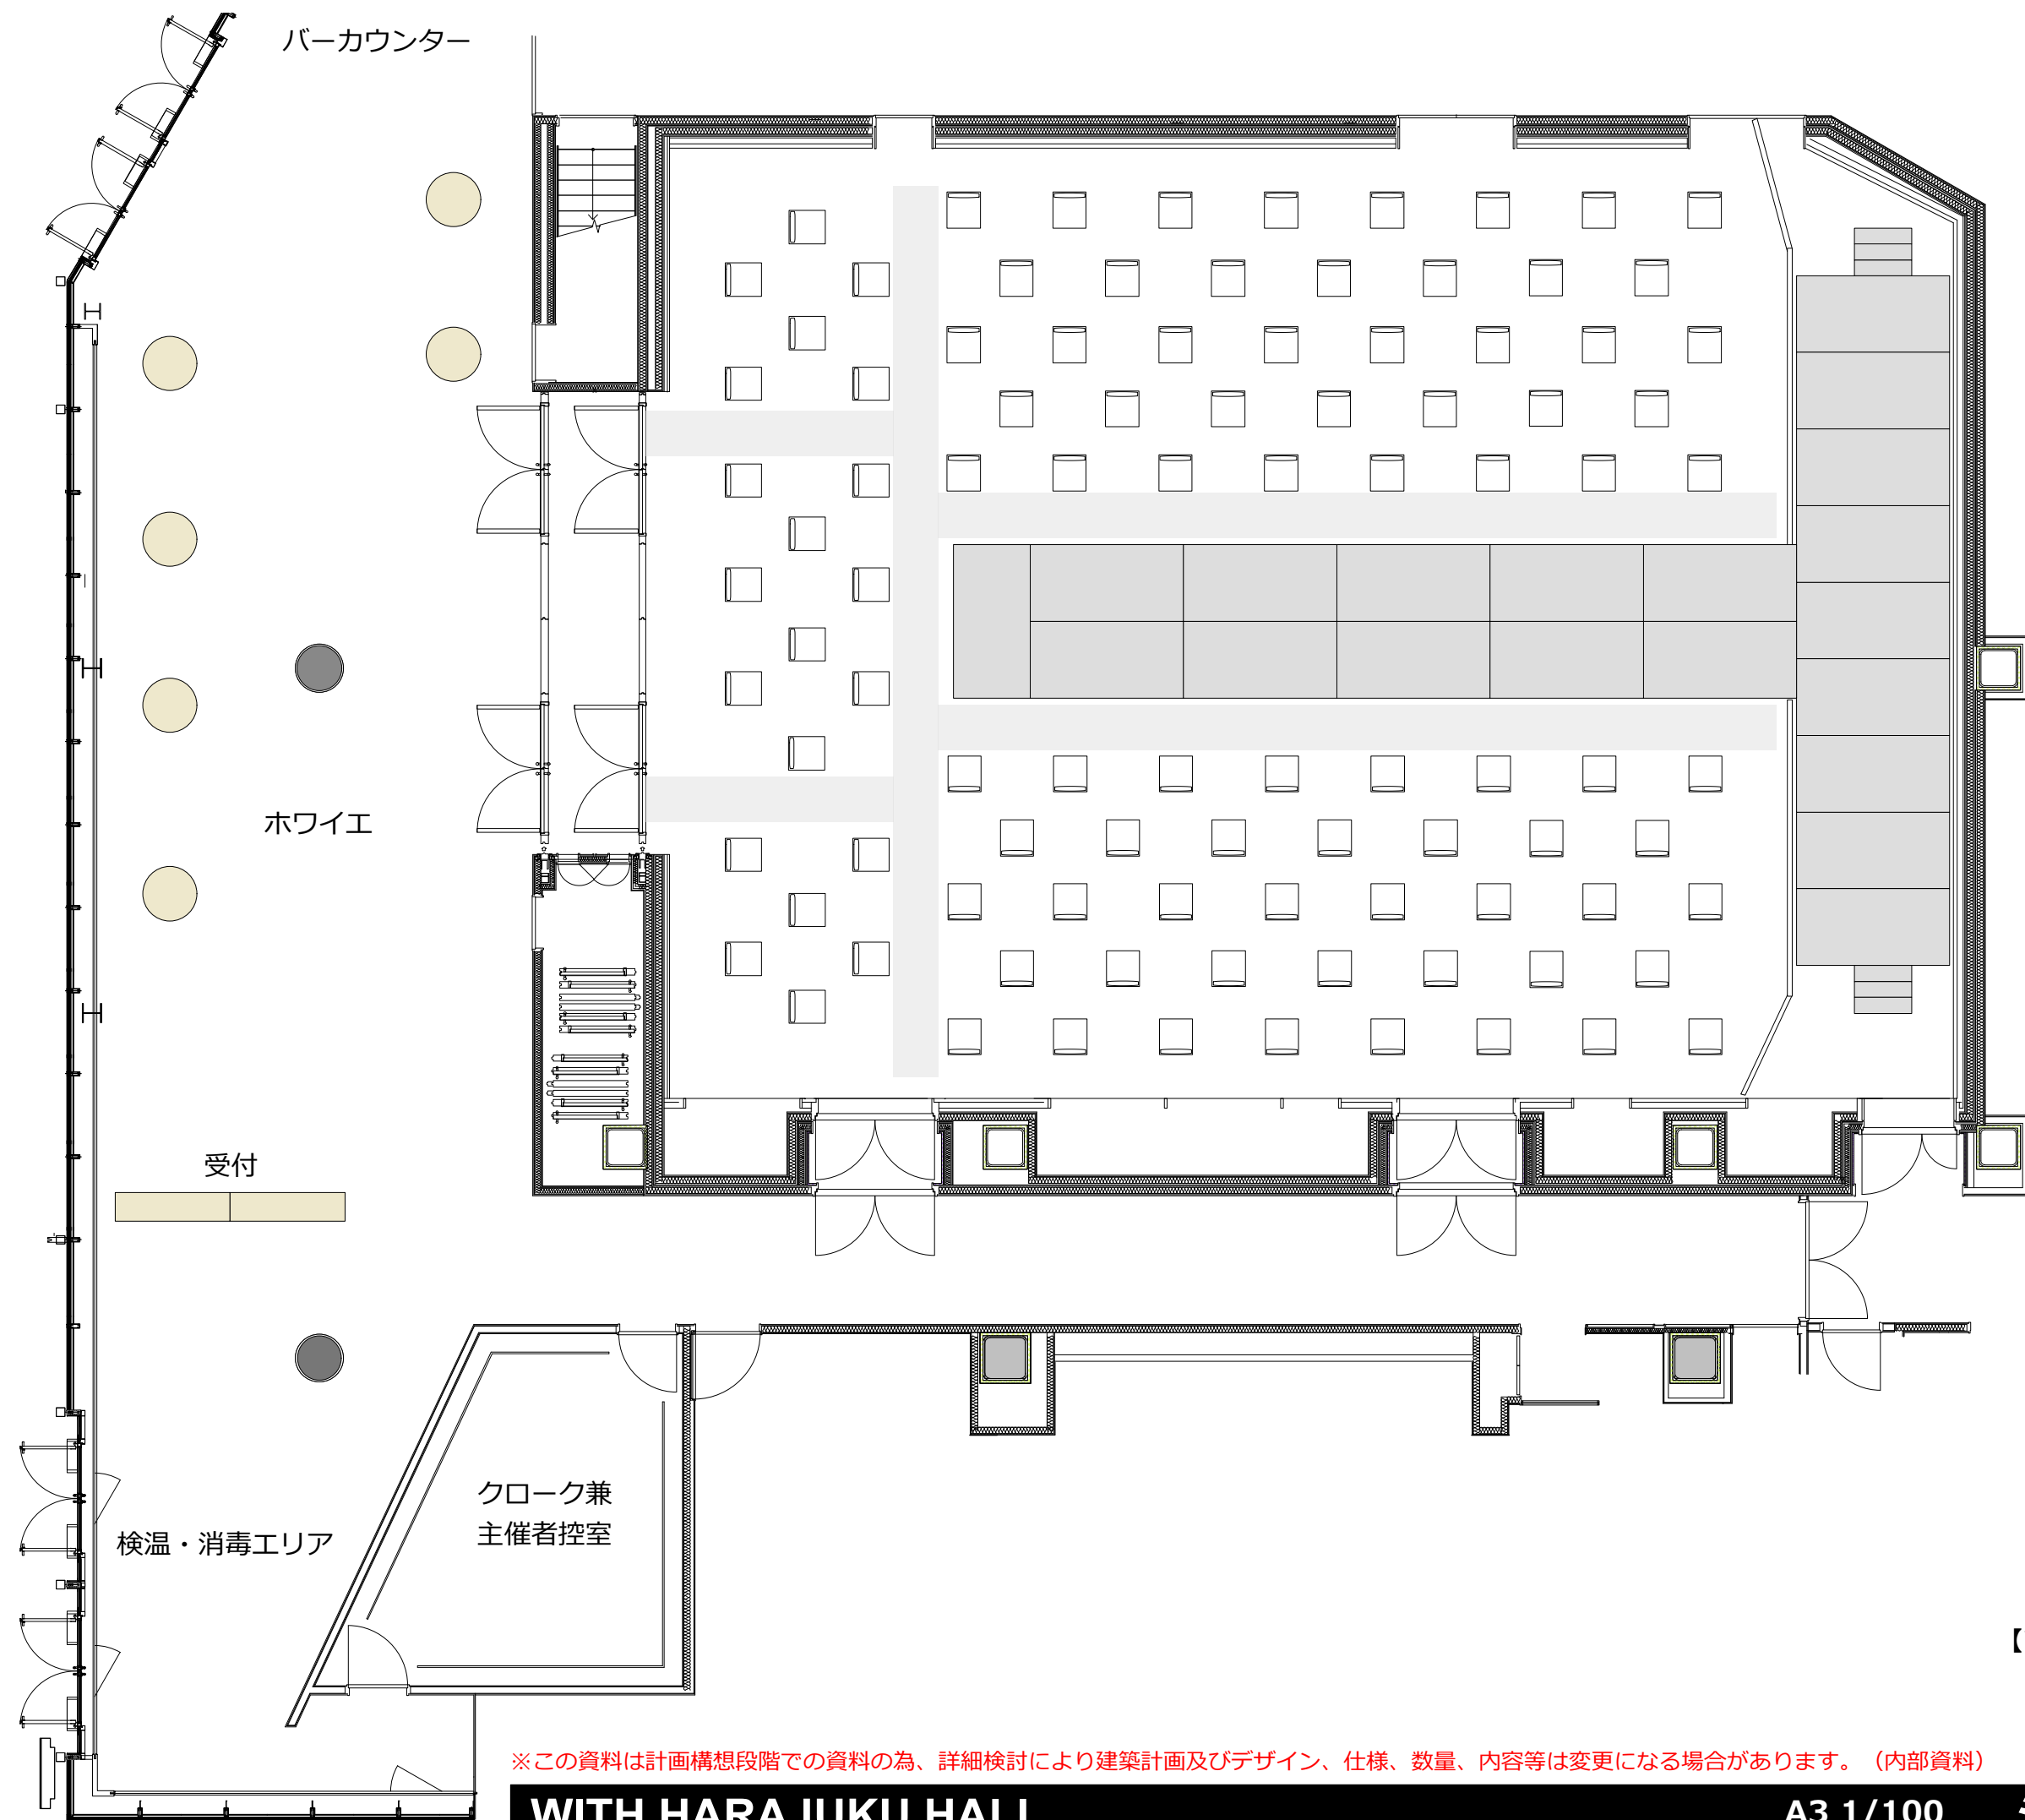 バーカウンター
ホワイエ
受付
クローク兼
主催者控室
検温・消毒エリア
【
※この資料は計画構想段階での資料の為、詳細検討により建築計画及びデザイン、仕様、数量、内容等は変更になる場合があります。（内部資料）
WITH HARAJUKU HALL
A3 1/100